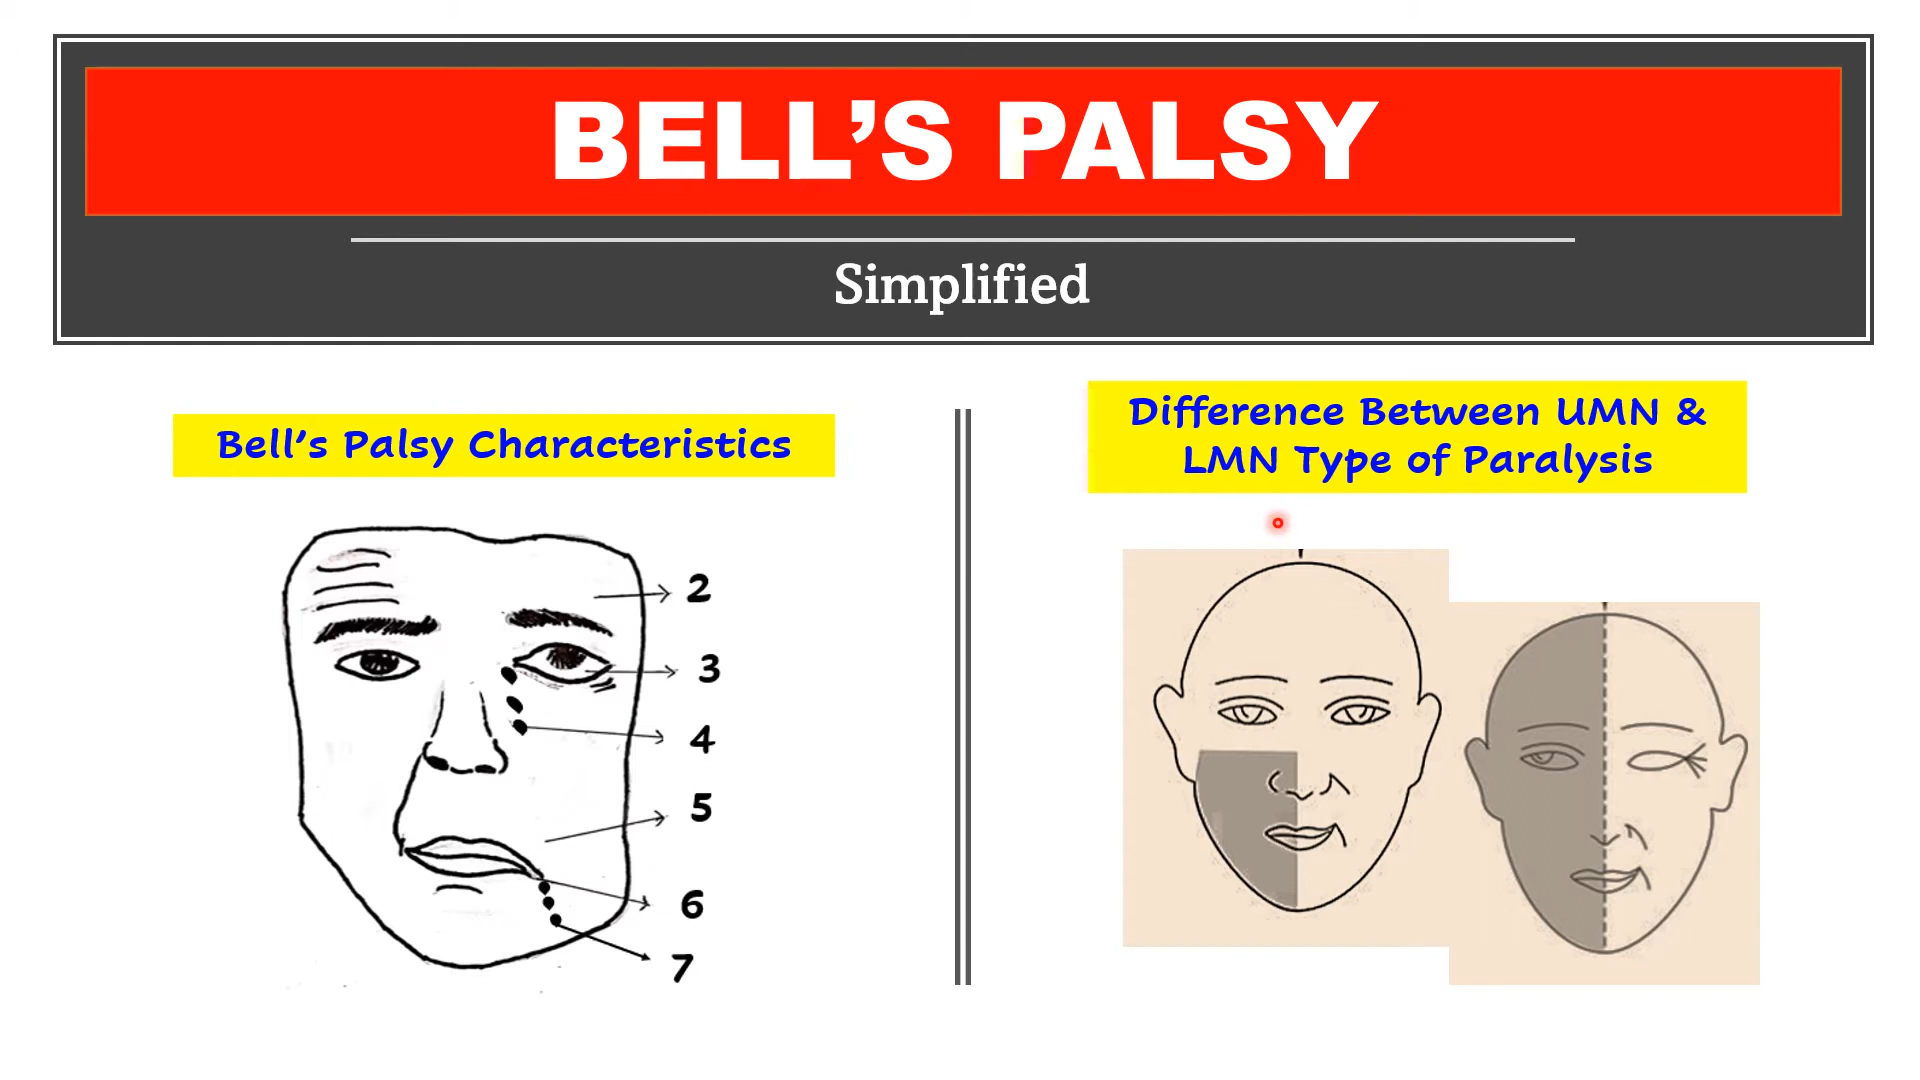 BELL’S PALSY
Simplified
Bell’s Palsy Characteristics
2
3
4
5
6
7
Difference Between UMN &
LMN Type of Paralysis